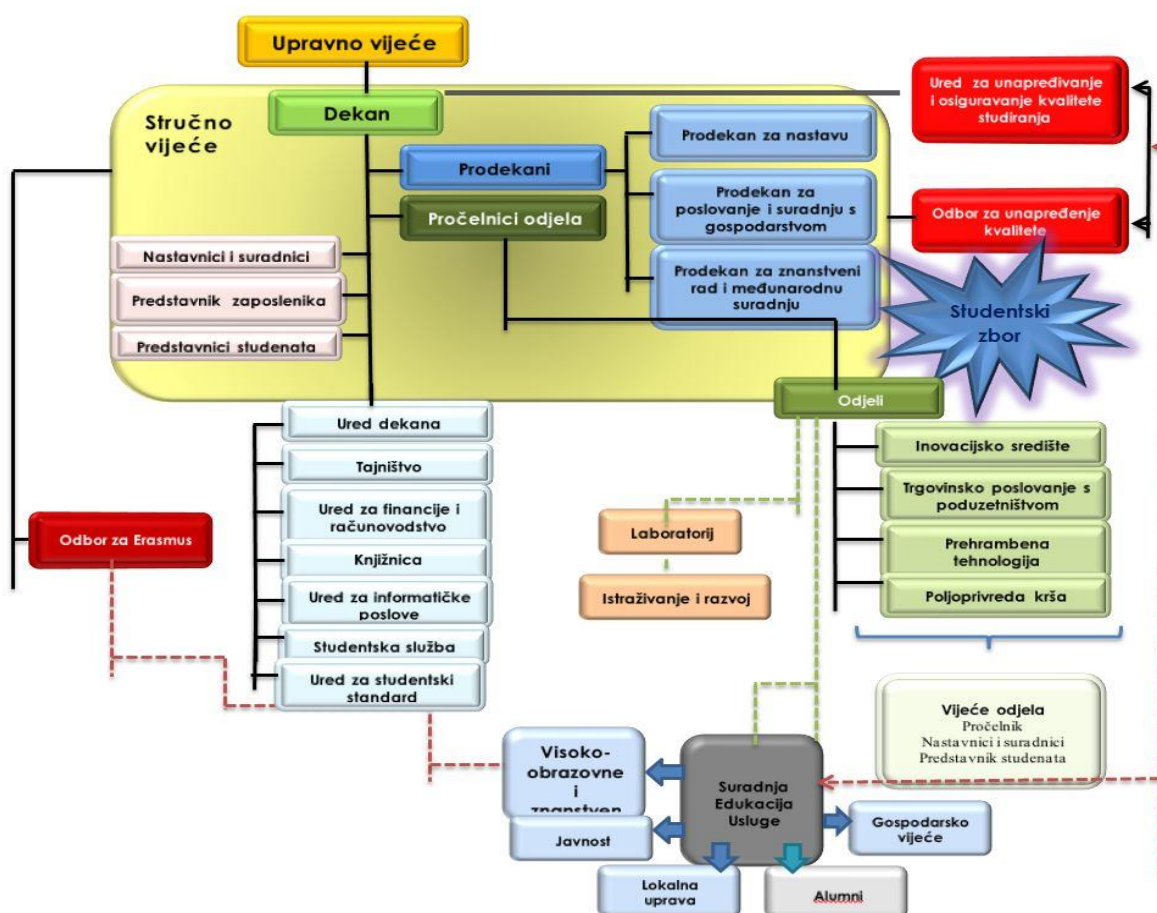 Upravno vijeće
Dekan
Stručno
vijeće
Prodekani
Pročelnici odjela
Prodekan za nastavu
Prodekan za
poslovanje i suradnju s
gospodarstvom
Prodekan za znanstveni
rad i međunarodnu
suradnju
Ured za unapređivanje
i osiguravanje kvalitete
studiranja
Odbor za unapređenje
kvalitete
Studentski
zbor
Nastavnici i suradnici
Predstavnik zaposlenika
Predstavnici studenata
Ured dekana
Tajništvo
Ured za financije i
računovodstvo
Knjižnica
Ured za informatičke
poslove
Studentska služba
Ured za studentski
standard
Odbor za Erasmus
Odjeli
Inovacijsko središte
Trgovinsko poslovanje s
poduzetništvom
Prehrambena
tehnologija
Poljoprivreda krša
Laboratorij
Istraživanje i razvoj
Vijeće odjela
Pročelnik
Nastavnici i suradnici
Predstavnik studenata
Visoko-
obrazovne
i
znanstven
Javnost
Lokalna
uprava
Suradnja
Edukacija
Usluge
Alumni
Gospodarsko
vijeće